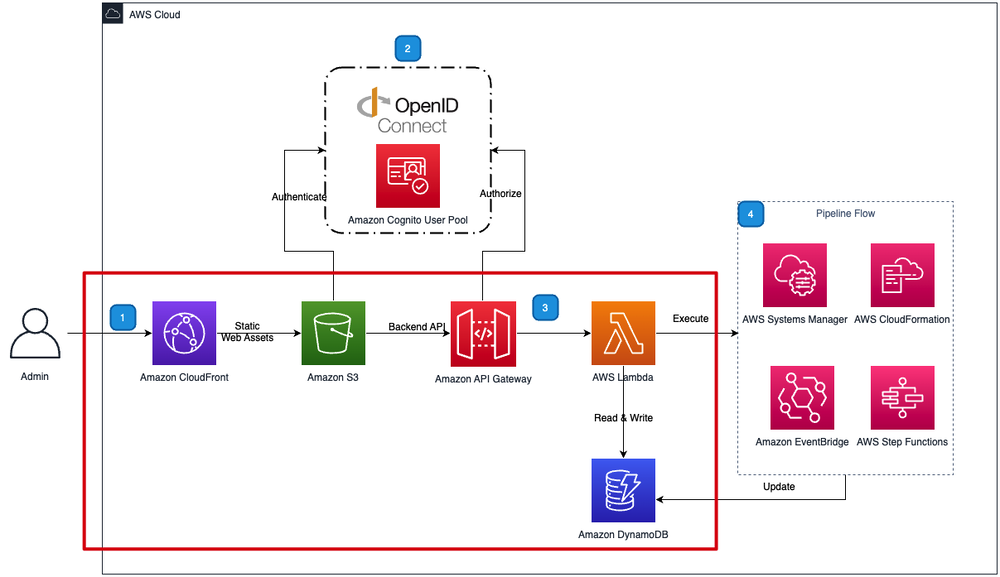 AWS Cloud
2
OpenID
Connect
Authenticate
Authorize
Amazon Cognito User Pool
4
Pipeline Flow
AWS Systems Manager
AWS CloudFormation
1
3
Static
Web Assets
Backend API
Execute
Admin
Amazon CloudFront
Amazon S3
Amazon API Gateway
AWS Lambda
Read & Write
Amazon EventBridge
AWS Step Functions
Update
Amazon DynamoDB